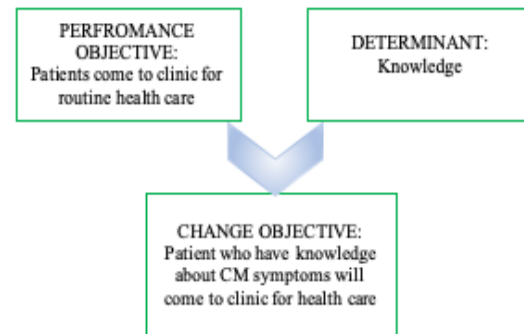 PERFROMANCE
OBJECTIVE:
Patients come to clinic for
routine health care
DETERMINANT:
Knowledge
CHANGE OBJECTIVE:
Patient who have knowledge
about CM symptoms will
come to clinic for health care